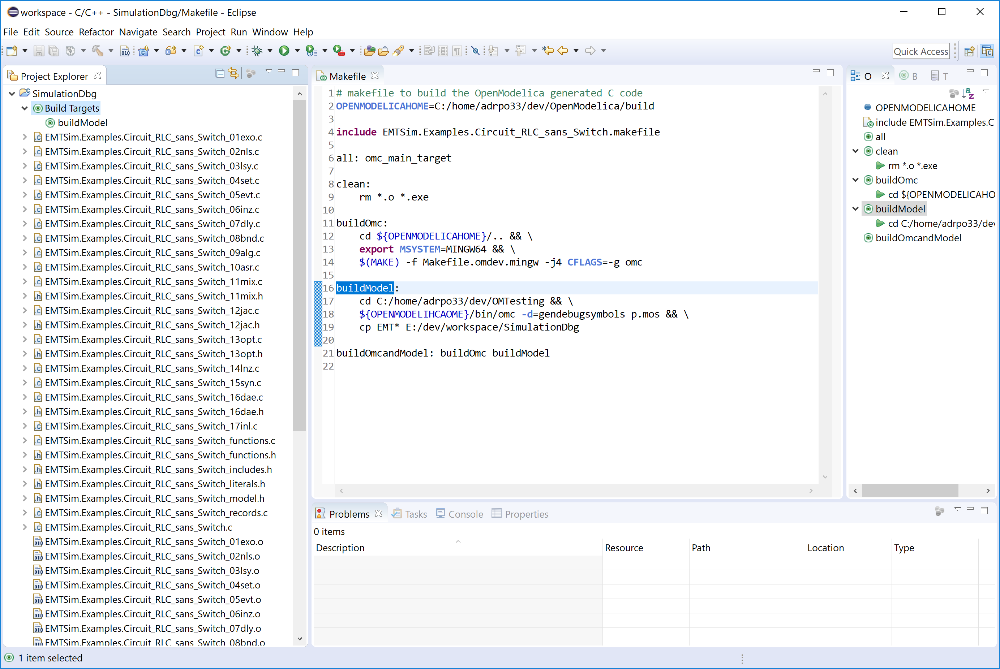 workspace - C/C++ - SimulationDbg/Makefile - Eclipse
File Edit Source Refactor Navigate Search Project Run Window Help
Quick Access
Project Explorer
SimulationDbg
Build Targets
buildModel
EMTSim.Examples.Circuit_RLC_sans_Switch_01exo.c
EMTSim.Examples.Circuit_RLC_sans_Switch_02nls.c
EMTSim.Examples.Circuit_RLC_sans_Switch_03lsy.c
EMTSim.Examples.Circuit_RLC_sans_Switch_04set.c
EMTSim.Examples.Circuit_RLC_sans_Switch_05evt.c
EMTSim.Examples.Circuit_RLC_sans_Switch_06inz.c
EMTSim.Examples.Circuit_RLC_sans_Switch_07dly.c
EMTSim.Examples.Circuit_RLC_sans_Switch_08bnd.c
EMTSim.Examples.Circuit_RLC_sans_Switch_09alg.c
EMTSim.Examples.Circuit_RLC_sans_Switch_10asr.c
EMTSim.Examples.Circuit_RLC_sans_Switch_11mix.c
EMTSim.Examples.Circuit_RLC_sans_Switch_11mix.h
EMTSim.Examples.Circuit_RLC_sans_Switch_12jac.c
EMTSim.Examples.Circuit_RLC_sans_Switch_12jac.h
EMTSim.Examples.Circuit_RLC_sans_Switch_13opt.c
EMTSim.Examples.Circuit_RLC_sans_Switch_13opt.h
EMTSim.Examples.Circuit_RLC_sans_Switch_14lnz.c
EMTSim.Examples.Circuit_RLC_sans_Switch_15syn.c
EMTSim.Examples.Circuit_RLC_sans_Switch_16dae.c
EMTSim.Examples.Circuit_RLC_sans_Switch_16dae.h
EMTSim.Examples.Circuit_RLC_sans_Switch_17inl.c
EMTSim.Examples.Circuit_RLC_sans_Switch_functions.c
EMTSim.Examples.Circuit_RLC_sans_Switch_functions.h
EMTSim.Examples.Circuit_RLC_sans_Switch_includes.h
EMTSim.Examples.Circuit_RLC_sans_Switch_literals.h
EMTSim.Examples.Circuit_RLC_sans_Switch_model.h
EMTSim.Examples.Circuit_RLC_sans_Switch_records.c
EMTSim.Examples.Circuit_RLC_sans_Switch.c
EMTSim.Examples.Circuit_RLC_sans_Switch_01exo.o
EMTSim.Examples.Circuit_RLC_sans_Switch_02nls.o
EMTSim.Examples.Circuit_RLC_sans_Switch_03lsy.o
EMTSim.Examples.Circuit_RLC_sans_Switch_04set.o
EMTSim.Examples.Circuit_RLC_sans_Switch_05evt.o
EMTSim.Examples.Circuit_RLC_sans_Switch_06inz.o
EMTSim.Examples.Circuit_RLC_sans_Switch_07dly.o
EMTSim.Examples.Circuit_RLC_sans_Switch_08bnd.o
1 item selected
Makefile
1 # makefile to build the OpenModelica generated C code
2 OPENMODELICAHOME=C:/home/adrpo33/dev/OpenModelica/build
3
4 include EMTSim.Examples.Circuit_RLC_sans_Switch.makefile
5
6 all: omc_main_target
7
8 clean:
9     rm *.o *.exe
10
11 buildOmc:
12     cd ${OPENMODELICAHOME}/.. && \
13     export MSYSTEM=MINGW64 && \
14     $(MAKE) -f Makefile.omdev.mingw -j4 CFLAGS=-g omc
15
16 buildModel:
17     cd C:/home/adrpo33/dev/OMTesting && \
18     ${OPENMODELIHCAOME}/bin/omc -d=gendebugsymbols p.mos && \
19     cp EMT* E:/dev/workspace/SimulationDbg
20
21 buildOmcandModel: buildOmc buildModel
22
O B T
OPENMODELICAHOME
include EMTSim.Examples.C
all
clean
rm *.o *.exe
buildOmc
cd ${OPENMODELICAHO
buildModel
cd C:/home/adrpo33/dev
buildOmcandModel
Problems Tasks Console Properties
0 items
Description Resource Path Location Type